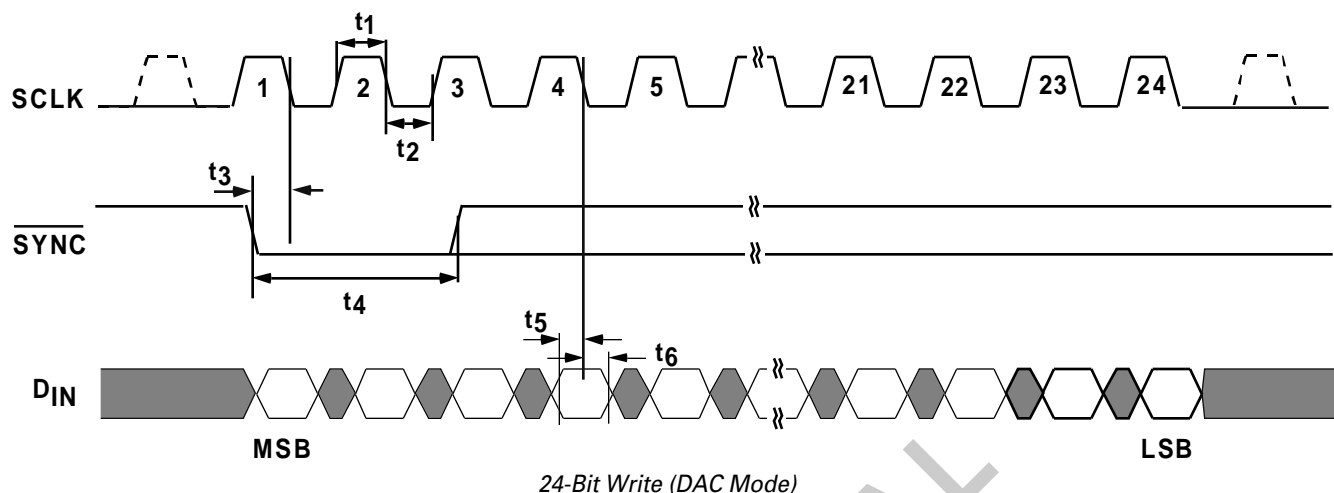 t1
SCLK 1 2 3 4 5 21 22 23 24
t2
t3
SYNC
t4
t5
t6
DIN
MSB LSB
24-Bit Write (DAC Mode)